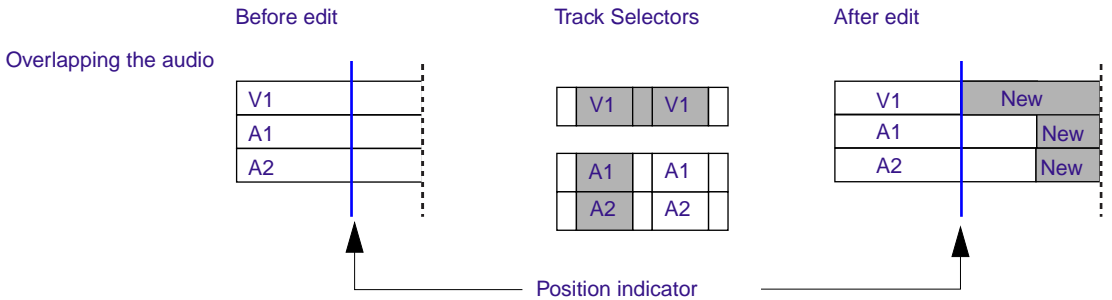 Before edit
Track Selectors
After edit
Overlapping the audio
V1
A1
A2
V1 V1
A1 A1
A2 A2
V1 New
A1 New
A2 New
Position indicator